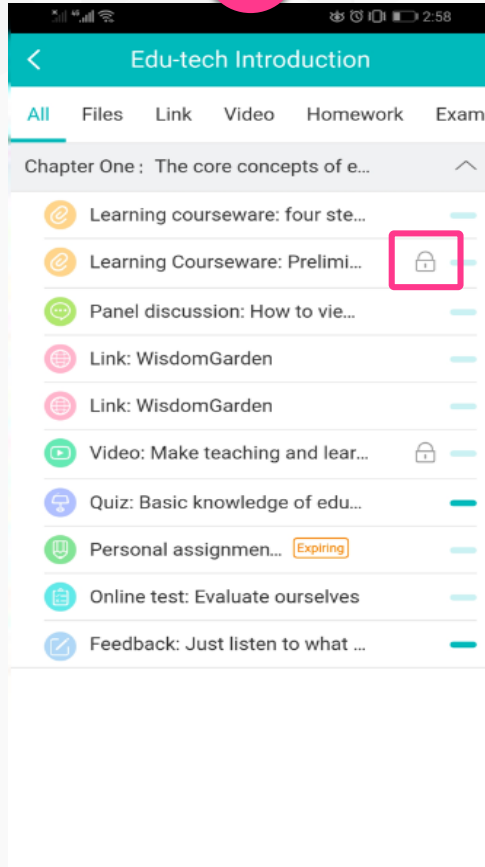 2:58
Edu-tech Introduction
All Files Link Video Homework Exam
Chapter One : The core concepts of e...
Learning courseware: four ste...
Learning Courseware: Prelimi...
Panel discussion: How to vie...
Link: WisdomGarden
Link: WisdomGarden
Video: Make teaching and lear...
Quiz: Basic knowledge of edu...
Personal assignmen... Expiring
Online test: Evaluate ourselves
Feedback: Just listen to what ...